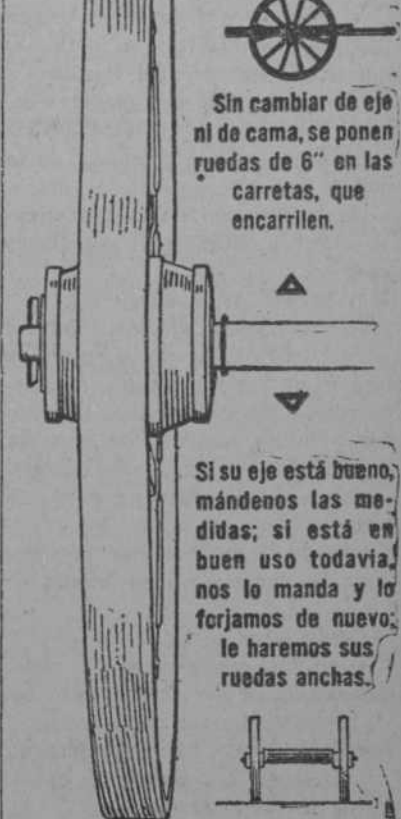 Sin cambiar de eje
ni de cama, se ponen
ruedas de 6" en las
carretas, que
encarrilen.
Si su eje está bueno,
mándenos las me-
didas; si está en
buen uso todavia,
nos lo manda y lo
forjamos de nuevo;
le haremos sus
ruedas anchas.